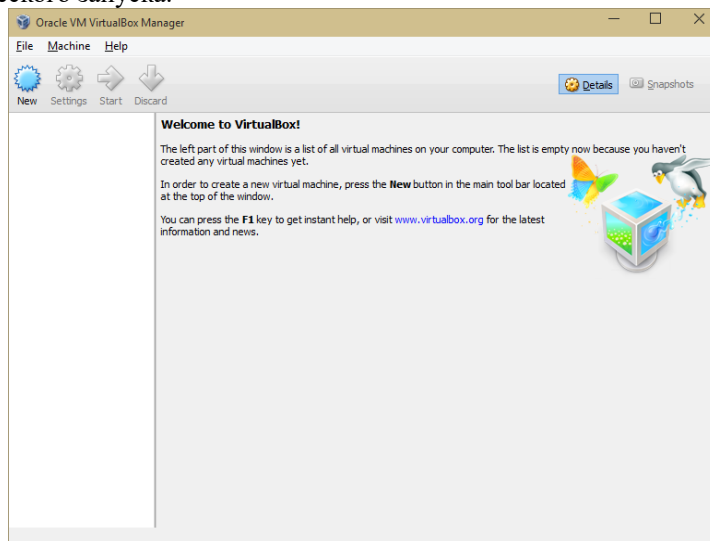 запуска.
Oracle VM VirtualBox Manager
File Machine Help
New Settings Start Discard
Details Snapshots
Welcome to VirtualBox!
The left part of this window is a list of all virtual machines on your computer. The list is empty now because you haven't
created any virtual machines yet.
In order to create a new virtual machine, press the New button in the main tool bar located
at the top of the window.
You can press the F1 key to get instant help, or visit www.virtualbox.org for the latest
information and news.